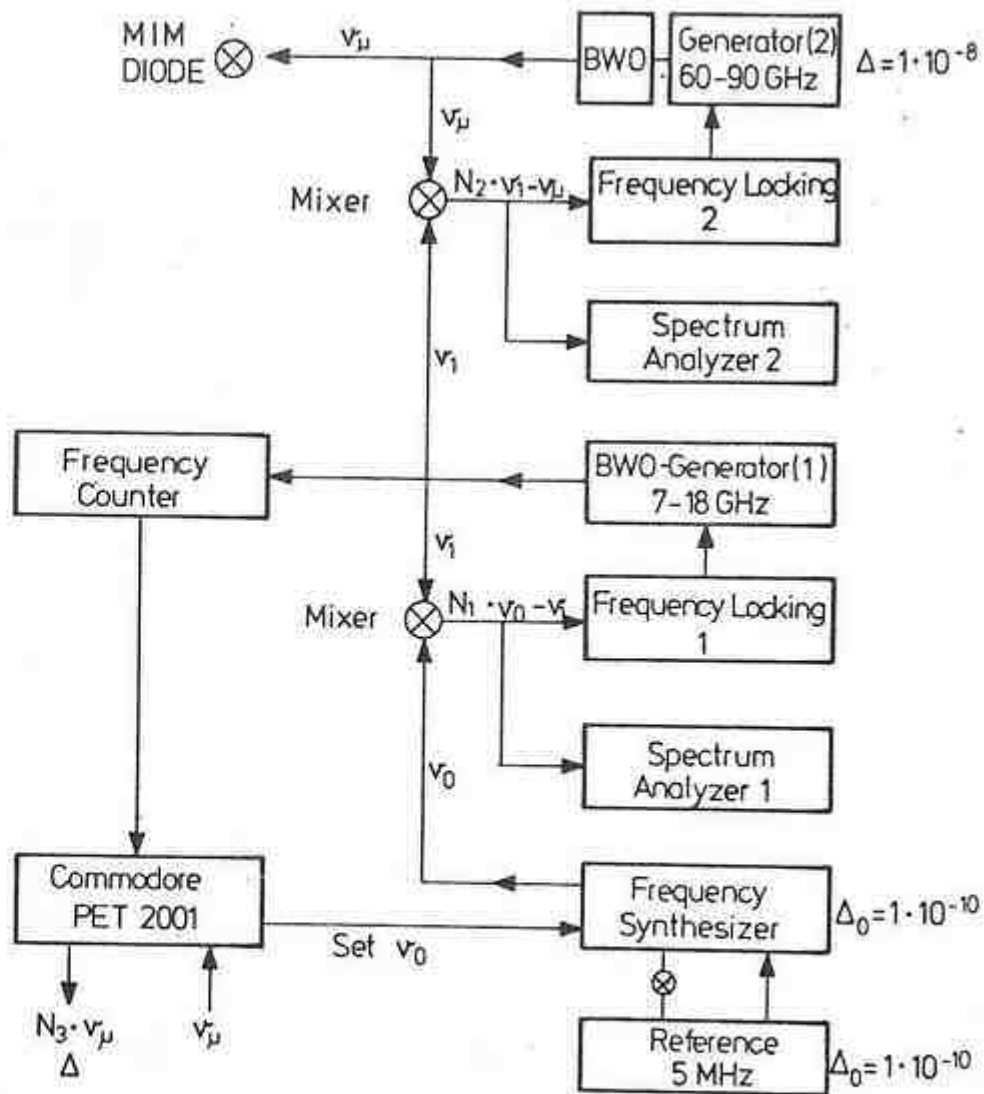 MIM
DIODE
νμ
BWO
Generator(2)
60-90 GHz
Δ = 1·10⁻⁸
νμ
Mixer
N₂·ν₁-νμ
Frequency Locking
2
Spectrum
Analyzer 2
ν₁
Frequency
Counter
BWO-Generator(1)
7-18 GHz
ν₁
Mixer
N₁·ν₀-ν₁
Frequency Locking
1
Spectrum
Analyzer 1
ν₀
Commodore
PET 2001
Set ν₀
Frequency
Synthesizer
Δ₀ = 1·10⁻¹⁰
N₃·νμ
Δ
νμ
Reference
5 MHz
Δ₀ = 1·10⁻¹⁰